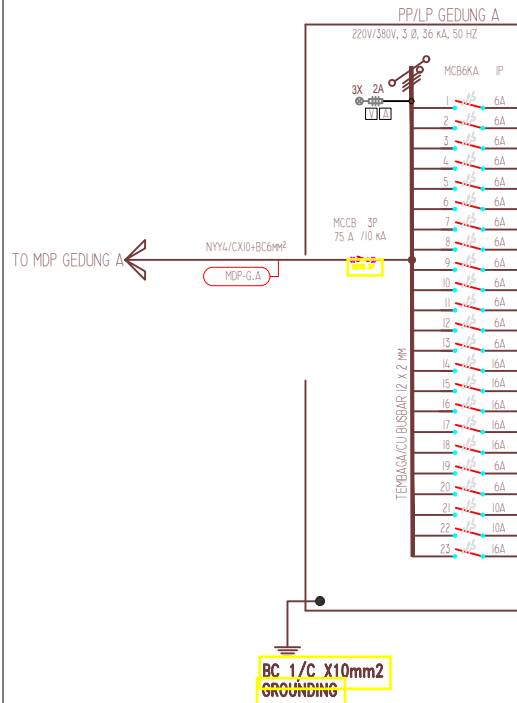 PP/LP GEDUNG A
220V/380V, 3 Ø, 36 kA, 50 HZ
MCB6KA 1P
3X 2A
V A
1 6A
2 6A
3 6A
4 6A
5 6A
6 6A
MCCB 3P
75 A /10 kA
7 6A
8 6A
NYY4/CX10+BC6MM²
TO MDP GEDUNG A
9 6A
MDP-G.A
10 6A
11 6A
12 6A
13 6A
14 16A
15 16A
16 16A
17 16A
18 16A
19 6A
20 6A
21 10A
22 10A
23 16A
TEMBAGA/CU BUSBAR 12 X 2 MM
BC 1/C X10mm2
GROUNDING